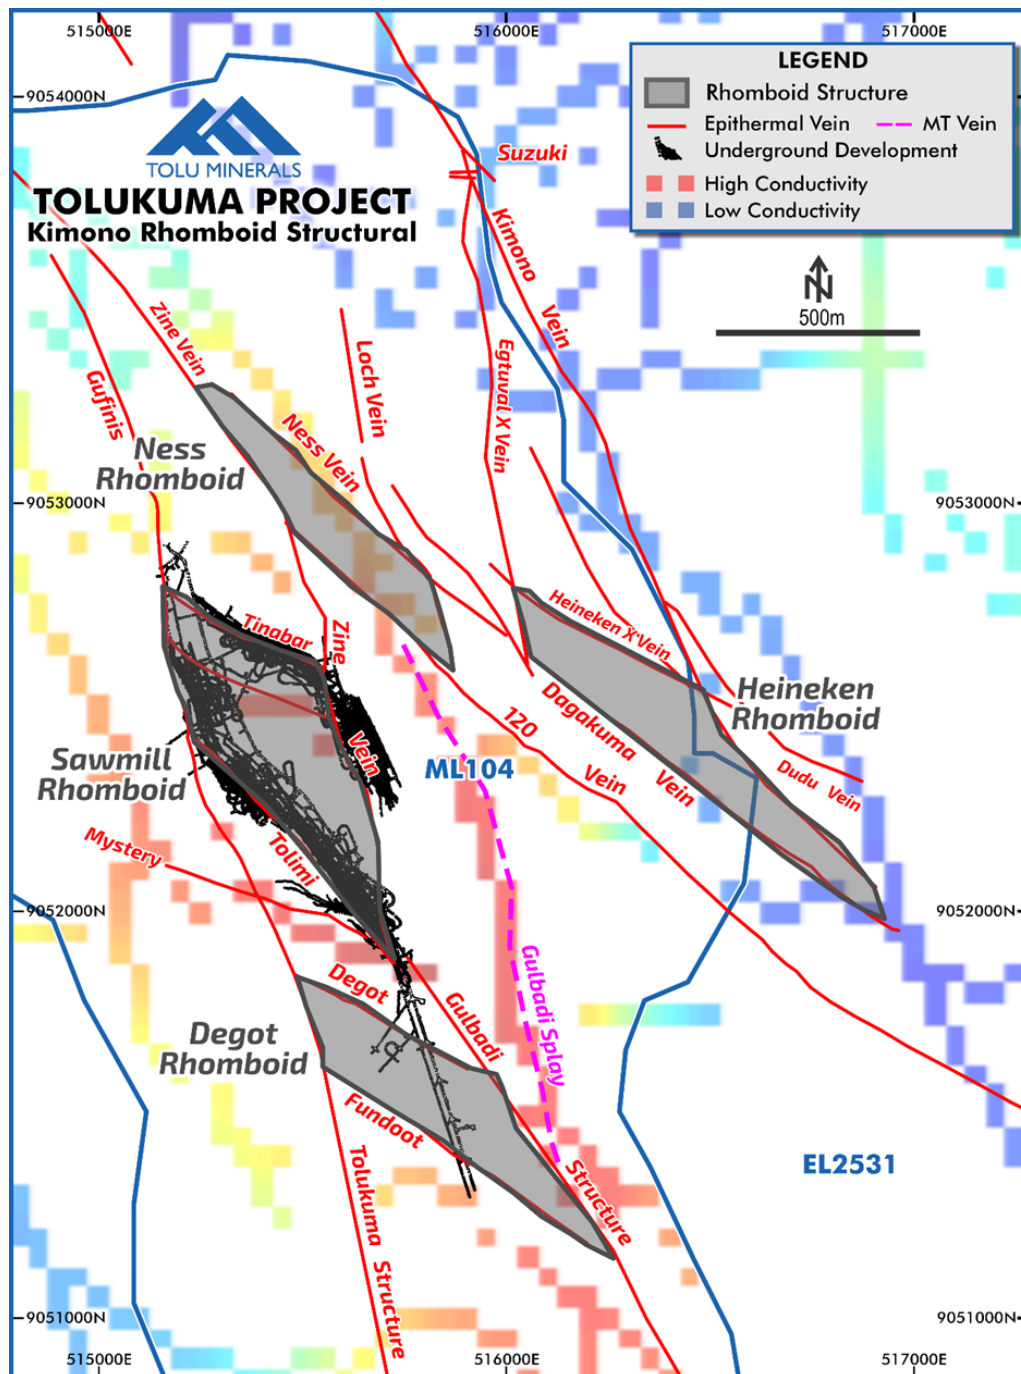 515000E
516000E
517000E
LEGEND
Rhomboid Structure
Epithermal Vein
MT Vein
Underground Development
High Conductivity
Low Conductivity
9054000N
9054000N
TOLU MINERALS
TOLUKUMA PROJECT
Kimono Rhomboid Structural
Suzuki
Kimono
Vein
N
500m
Zine Vein
Gufinis
Loch Vein
Egtuval X Vein
Ness Vein
Ness
Rhomboid
9053000N
9053000N
Tinabar
Zine
Vein
Heineken X Vein
Heineken
Rhomboid
Dagakuma
Vein
120
Vein
Dudu Vein
ML104
Sawmill
Rhomboid
Mystery
Tolimi
9052000N
9052000N
Degot
Gulbadi
Structure
Gulbadi Splay
Degot
Rhomboid
Fundoot
Tolukuma
Structure
EL2531
9051000N
9051000N
515000E
516000E
517000E